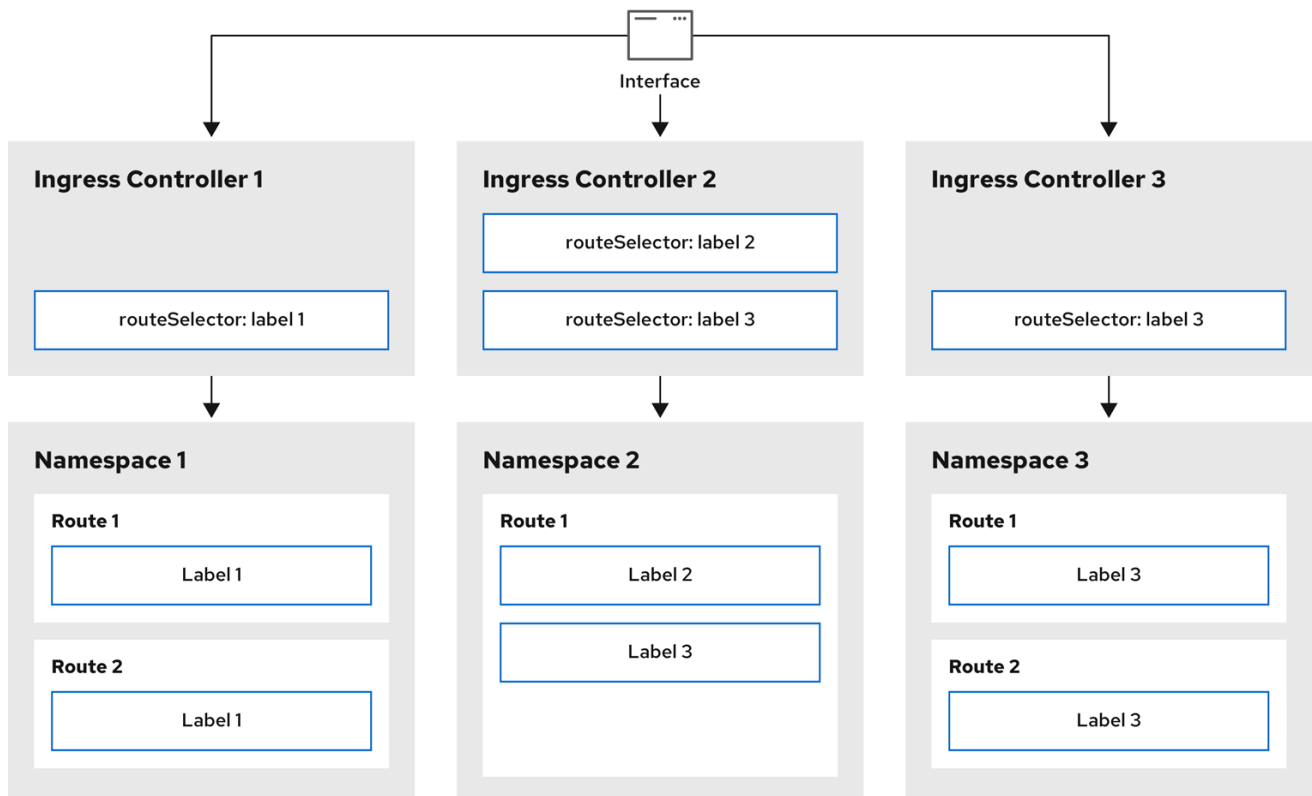 Interface
Ingress Controller 1
routeSelector: label 1
Ingress Controller 2
routeSelector: label 2
routeSelector: label 3
Ingress Controller 3
routeSelector: label 3
Namespace 1
Route 1
Label 1
Route 2
Label 1
Namespace 2
Route 1
Label 2
Label 3
Namespace 3
Route 1
Label 3
Route 2
Label 3